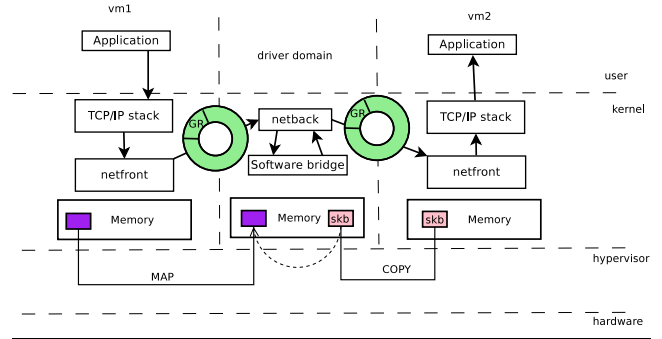 vm1
vm2
Application
driver domain
Application
user
kernel
TCP/IP stack
GR
netback
GR
TCP/IP stack
netfront
Software bridge
netfront
Memory
Memory
skb
skb
Memory
hypervisor
MAP
COPY
hardware